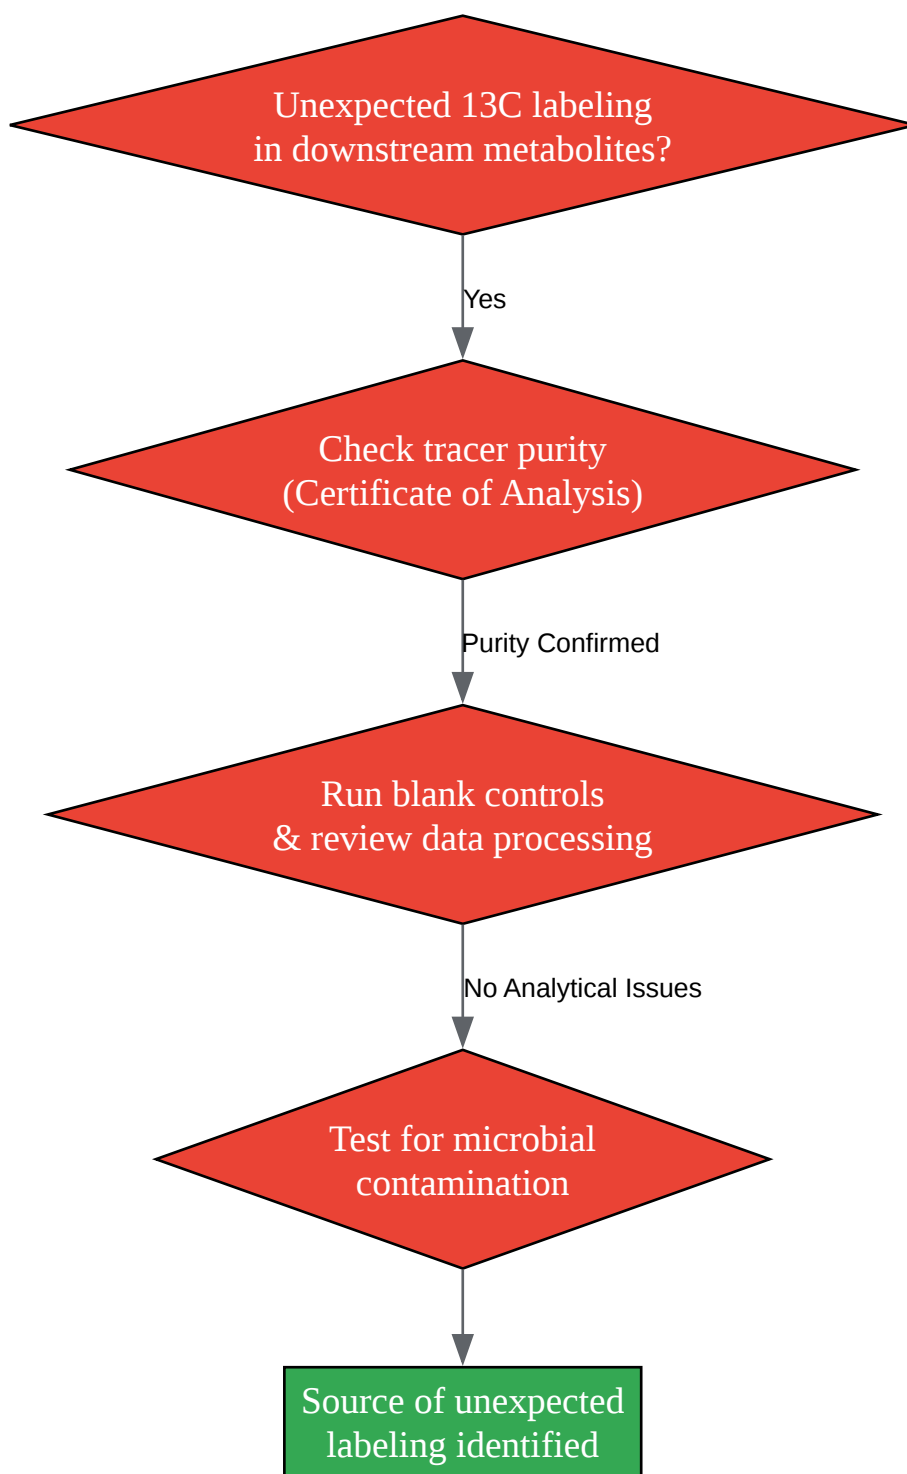 Unexpected 13C labeling
in downstream metabolites?
Yes
Check tracer purity
(Certificate of Analysis)
Purity Confirmed
Run blank controls
& review data processing
No Analytical Issues
Test for microbial
contamination
Source of unexpected
labeling identified